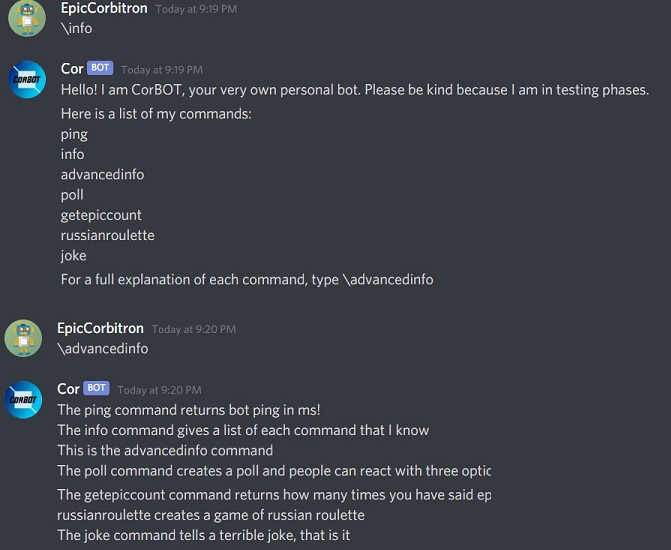 EpicCorbitron Today at 9:19 PM
\info
CORBOT
Cor BOT Today at 9:19 PM
Hello! I am CorBOT, your very own personal bot. Please be kind because I am in testing phases.
Here is a list of my commands:
ping
info
advancedinfo
poll
getepiccount
russianroulette
joke
For a full explanation of each command, type \advancedinfo
EpicCorbitron Today at 9:20 PM
\advancedinfo
CORBOT
Cor BOT Today at 9:20 PM
The ping command returns bot ping in ms!
The info command gives a list of each command that I know
This is the advancedinfo command
The poll command creates a poll and people can react with three optic
The getepiccount command returns how many times you have said ep
russianroulette creates a game of russian roulette
The joke command tells a terrible joke, that is it